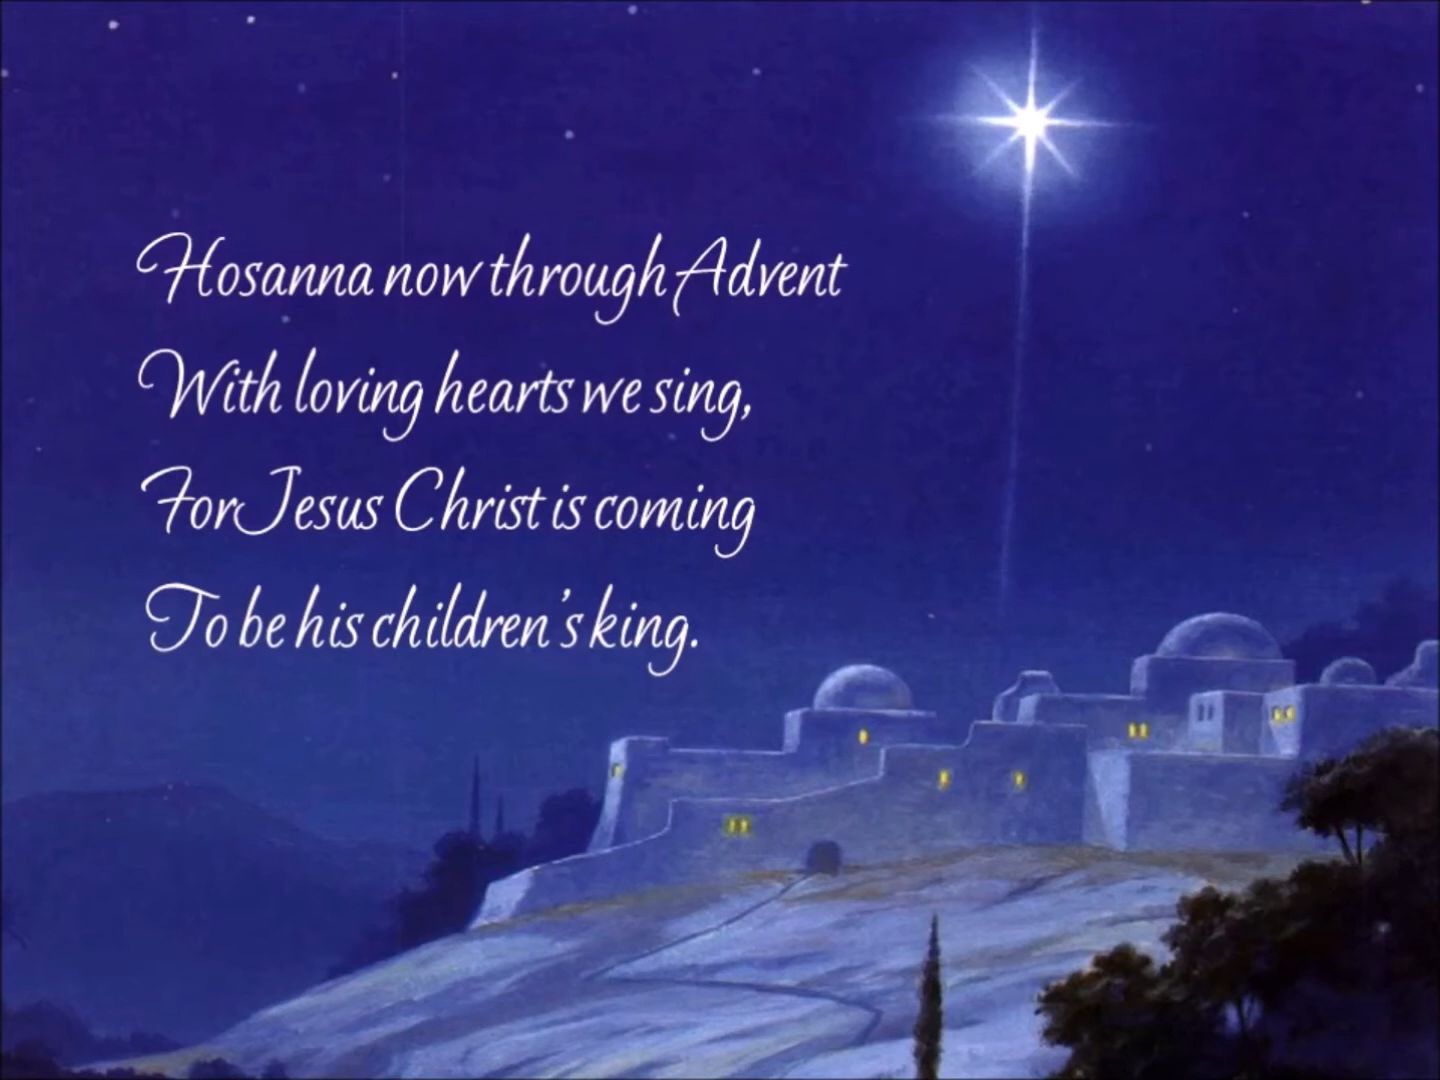 Hosanna now through Advent
With loving hearts we sing,
For Jesus Christ is coming
To be his children's king.